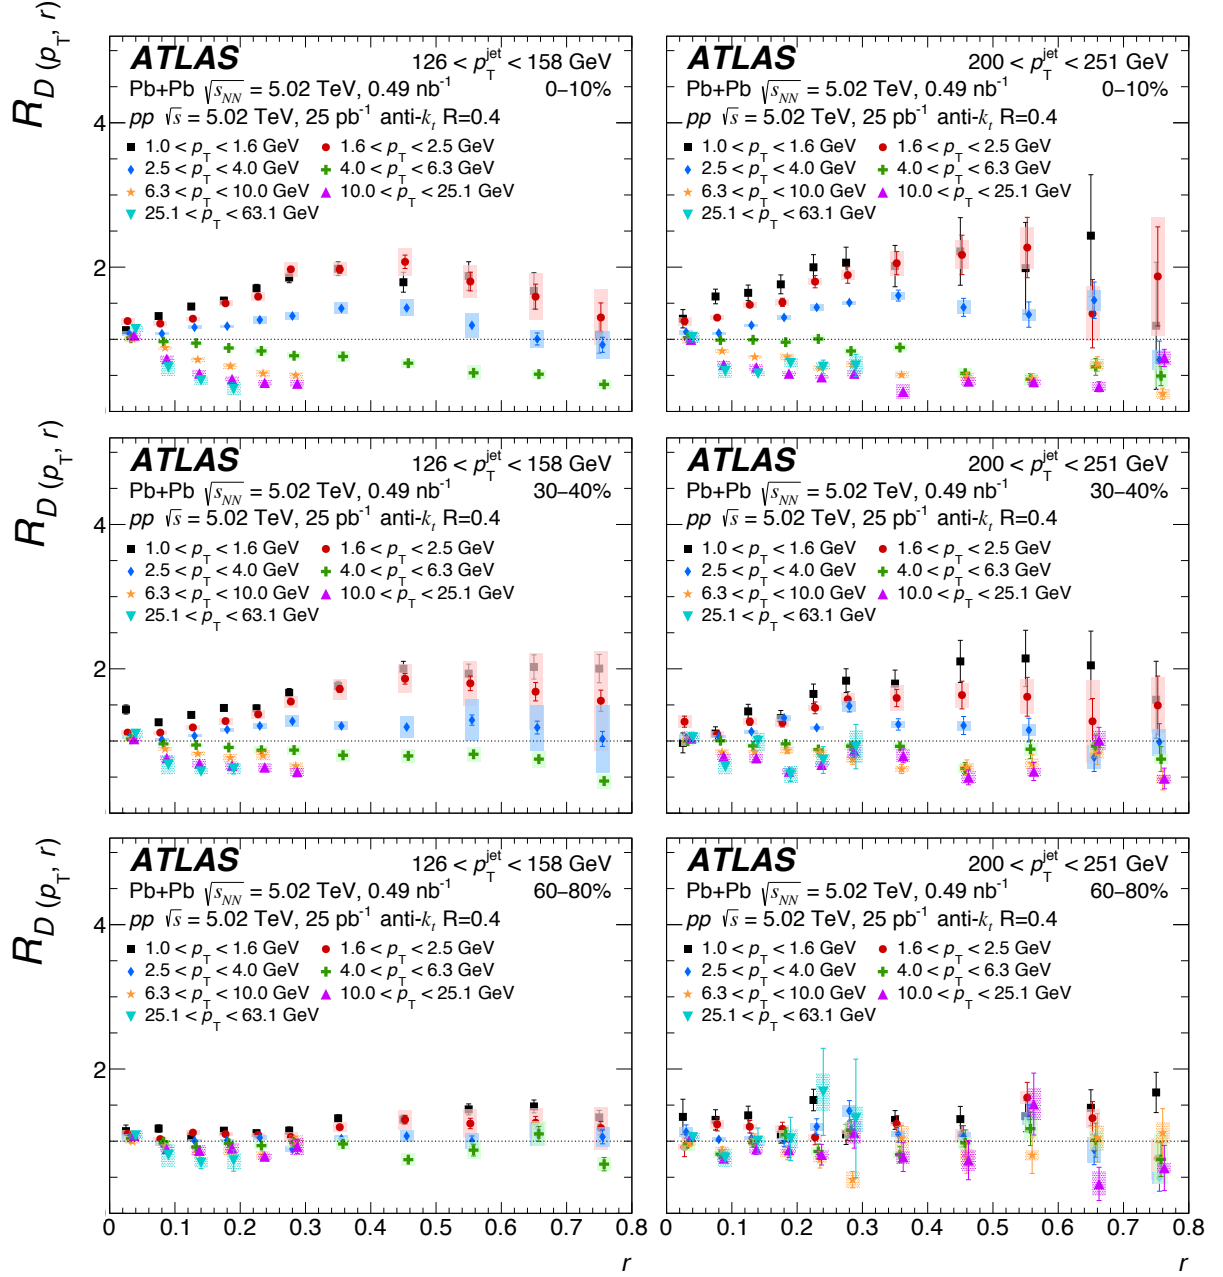 R_D (p_T, r)
ATLAS
126 < p_T^jet < 158 GeV
Pb+Pb √s_NN = 5.02 TeV, 0.49 nb⁻¹
0–10%
pp √s = 5.02 TeV, 25 pb⁻¹ anti-k_t R=0.4
1.0 < p_T < 1.6 GeV
1.6 < p_T < 2.5 GeV
2.5 < p_T < 4.0 GeV
4.0 < p_T < 6.3 GeV
6.3 < p_T < 10.0 GeV
10.0 < p_T < 25.1 GeV
25.1 < p_T < 63.1 GeV
4
2
ATLAS
200 < p_T^jet < 251 GeV
Pb+Pb √s_NN = 5.02 TeV, 0.49 nb⁻¹
0–10%
pp √s = 5.02 TeV, 25 pb⁻¹ anti-k_t R=0.4
1.0 < p_T < 1.6 GeV
1.6 < p_T < 2.5 GeV
2.5 < p_T < 4.0 GeV
4.0 < p_T < 6.3 GeV
6.3 < p_T < 10.0 GeV
10.0 < p_T < 25.1 GeV
25.1 < p_T < 63.1 GeV
R_D (p_T, r)
ATLAS
126 < p_T^jet < 158 GeV
Pb+Pb √s_NN = 5.02 TeV, 0.49 nb⁻¹
30–40%
pp √s = 5.02 TeV, 25 pb⁻¹ anti-k_t R=0.4
1.0 < p_T < 1.6 GeV
1.6 < p_T < 2.5 GeV
2.5 < p_T < 4.0 GeV
4.0 < p_T < 6.3 GeV
6.3 < p_T < 10.0 GeV
10.0 < p_T < 25.1 GeV
25.1 < p_T < 63.1 GeV
4
2
ATLAS
200 < p_T^jet < 251 GeV
Pb+Pb √s_NN = 5.02 TeV, 0.49 nb⁻¹
30–40%
pp √s = 5.02 TeV, 25 pb⁻¹ anti-k_t R=0.4
1.0 < p_T < 1.6 GeV
1.6 < p_T < 2.5 GeV
2.5 < p_T < 4.0 GeV
4.0 < p_T < 6.3 GeV
6.3 < p_T < 10.0 GeV
10.0 < p_T < 25.1 GeV
25.1 < p_T < 63.1 GeV
R_D (p_T, r)
ATLAS
126 < p_T^jet < 158 GeV
Pb+Pb √s_NN = 5.02 TeV, 0.49 nb⁻¹
60–80%
pp √s = 5.02 TeV, 25 pb⁻¹ anti-k_t R=0.4
1.0 < p_T < 1.6 GeV
1.6 < p_T < 2.5 GeV
2.5 < p_T < 4.0 GeV
4.0 < p_T < 6.3 GeV
6.3 < p_T < 10.0 GeV
10.0 < p_T < 25.1 GeV
25.1 < p_T < 63.1 GeV
4
2
0 0.1 0.2 0.3 0.4 0.5 0.6 0.7 0.8
r
ATLAS
200 < p_T^jet < 251 GeV
Pb+Pb √s_NN = 5.02 TeV, 0.49 nb⁻¹
60–80%
pp √s = 5.02 TeV, 25 pb⁻¹ anti-k_t R=0.4
1.0 < p_T < 1.6 GeV
1.6 < p_T < 2.5 GeV
2.5 < p_T < 4.0 GeV
4.0 < p_T < 6.3 GeV
6.3 < p_T < 10.0 GeV
10.0 < p_T < 25.1 GeV
25.1 < p_T < 63.1 GeV
0 0.1 0.2 0.3 0.4 0.5 0.6 0.7 0.8
r